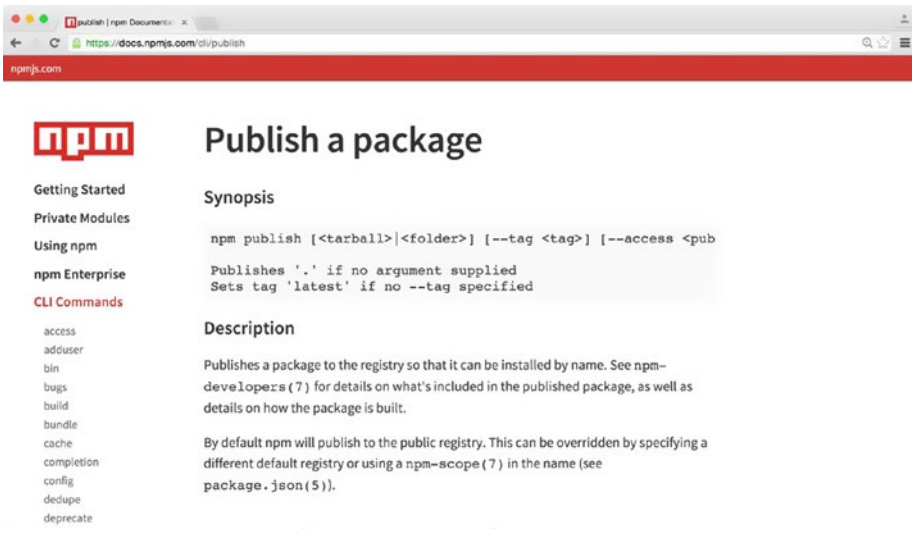 publish | npm Documenta
https://docs.npmjs.com/cli/publish
npmjs.com
npm
Getting Started
Private Modules
Using npm
npm Enterprise
CLI Commands
access
adduser
bin
bugs
build
bundle
cache
completion
config
dedupe
deprecate
Publish a package
Synopsis
npm publish [<tarball>|<folder>] [--tag <tag>] [--access <pub
Publishes '.' if no argument supplied
Sets tag 'latest' if no --tag specified
Description
Publishes a package to the registry so that it can be installed by name. See npm-
developers(7) for details on what's included in the published package, as well as
details on how the package is built.
By default npm will publish to the public registry. This can be overridden by specifying a
different default registry or using a npm-scope(7) in the name (see
package.json(5)).